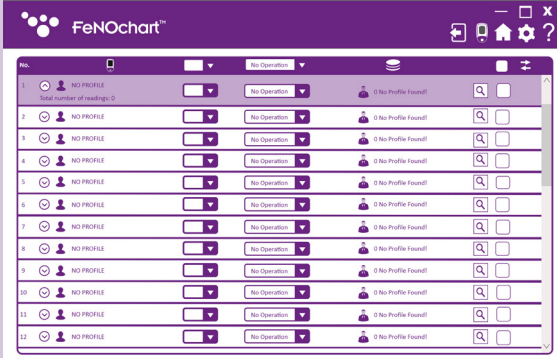 FeNOchart™
?
No. No Operation
1 NO PROFILE No Operation 0 No Profile Found!
Total number of readings: 0
2 NO PROFILE No Operation 0 No Profile Found!
3 NO PROFILE No Operation 0 No Profile Found!
4 NO PROFILE No Operation 0 No Profile Found!
5 NO PROFILE No Operation 0 No Profile Found!
6 NO PROFILE No Operation 0 No Profile Found!
7 NO PROFILE No Operation 0 No Profile Found!
8 NO PROFILE No Operation 0 No Profile Found!
9 NO PROFILE No Operation 0 No Profile Found!
10 NO PROFILE No Operation 0 No Profile Found!
11 NO PROFILE No Operation 0 No Profile Found!
12 NO PROFILE No Operation 0 No Profile Found!